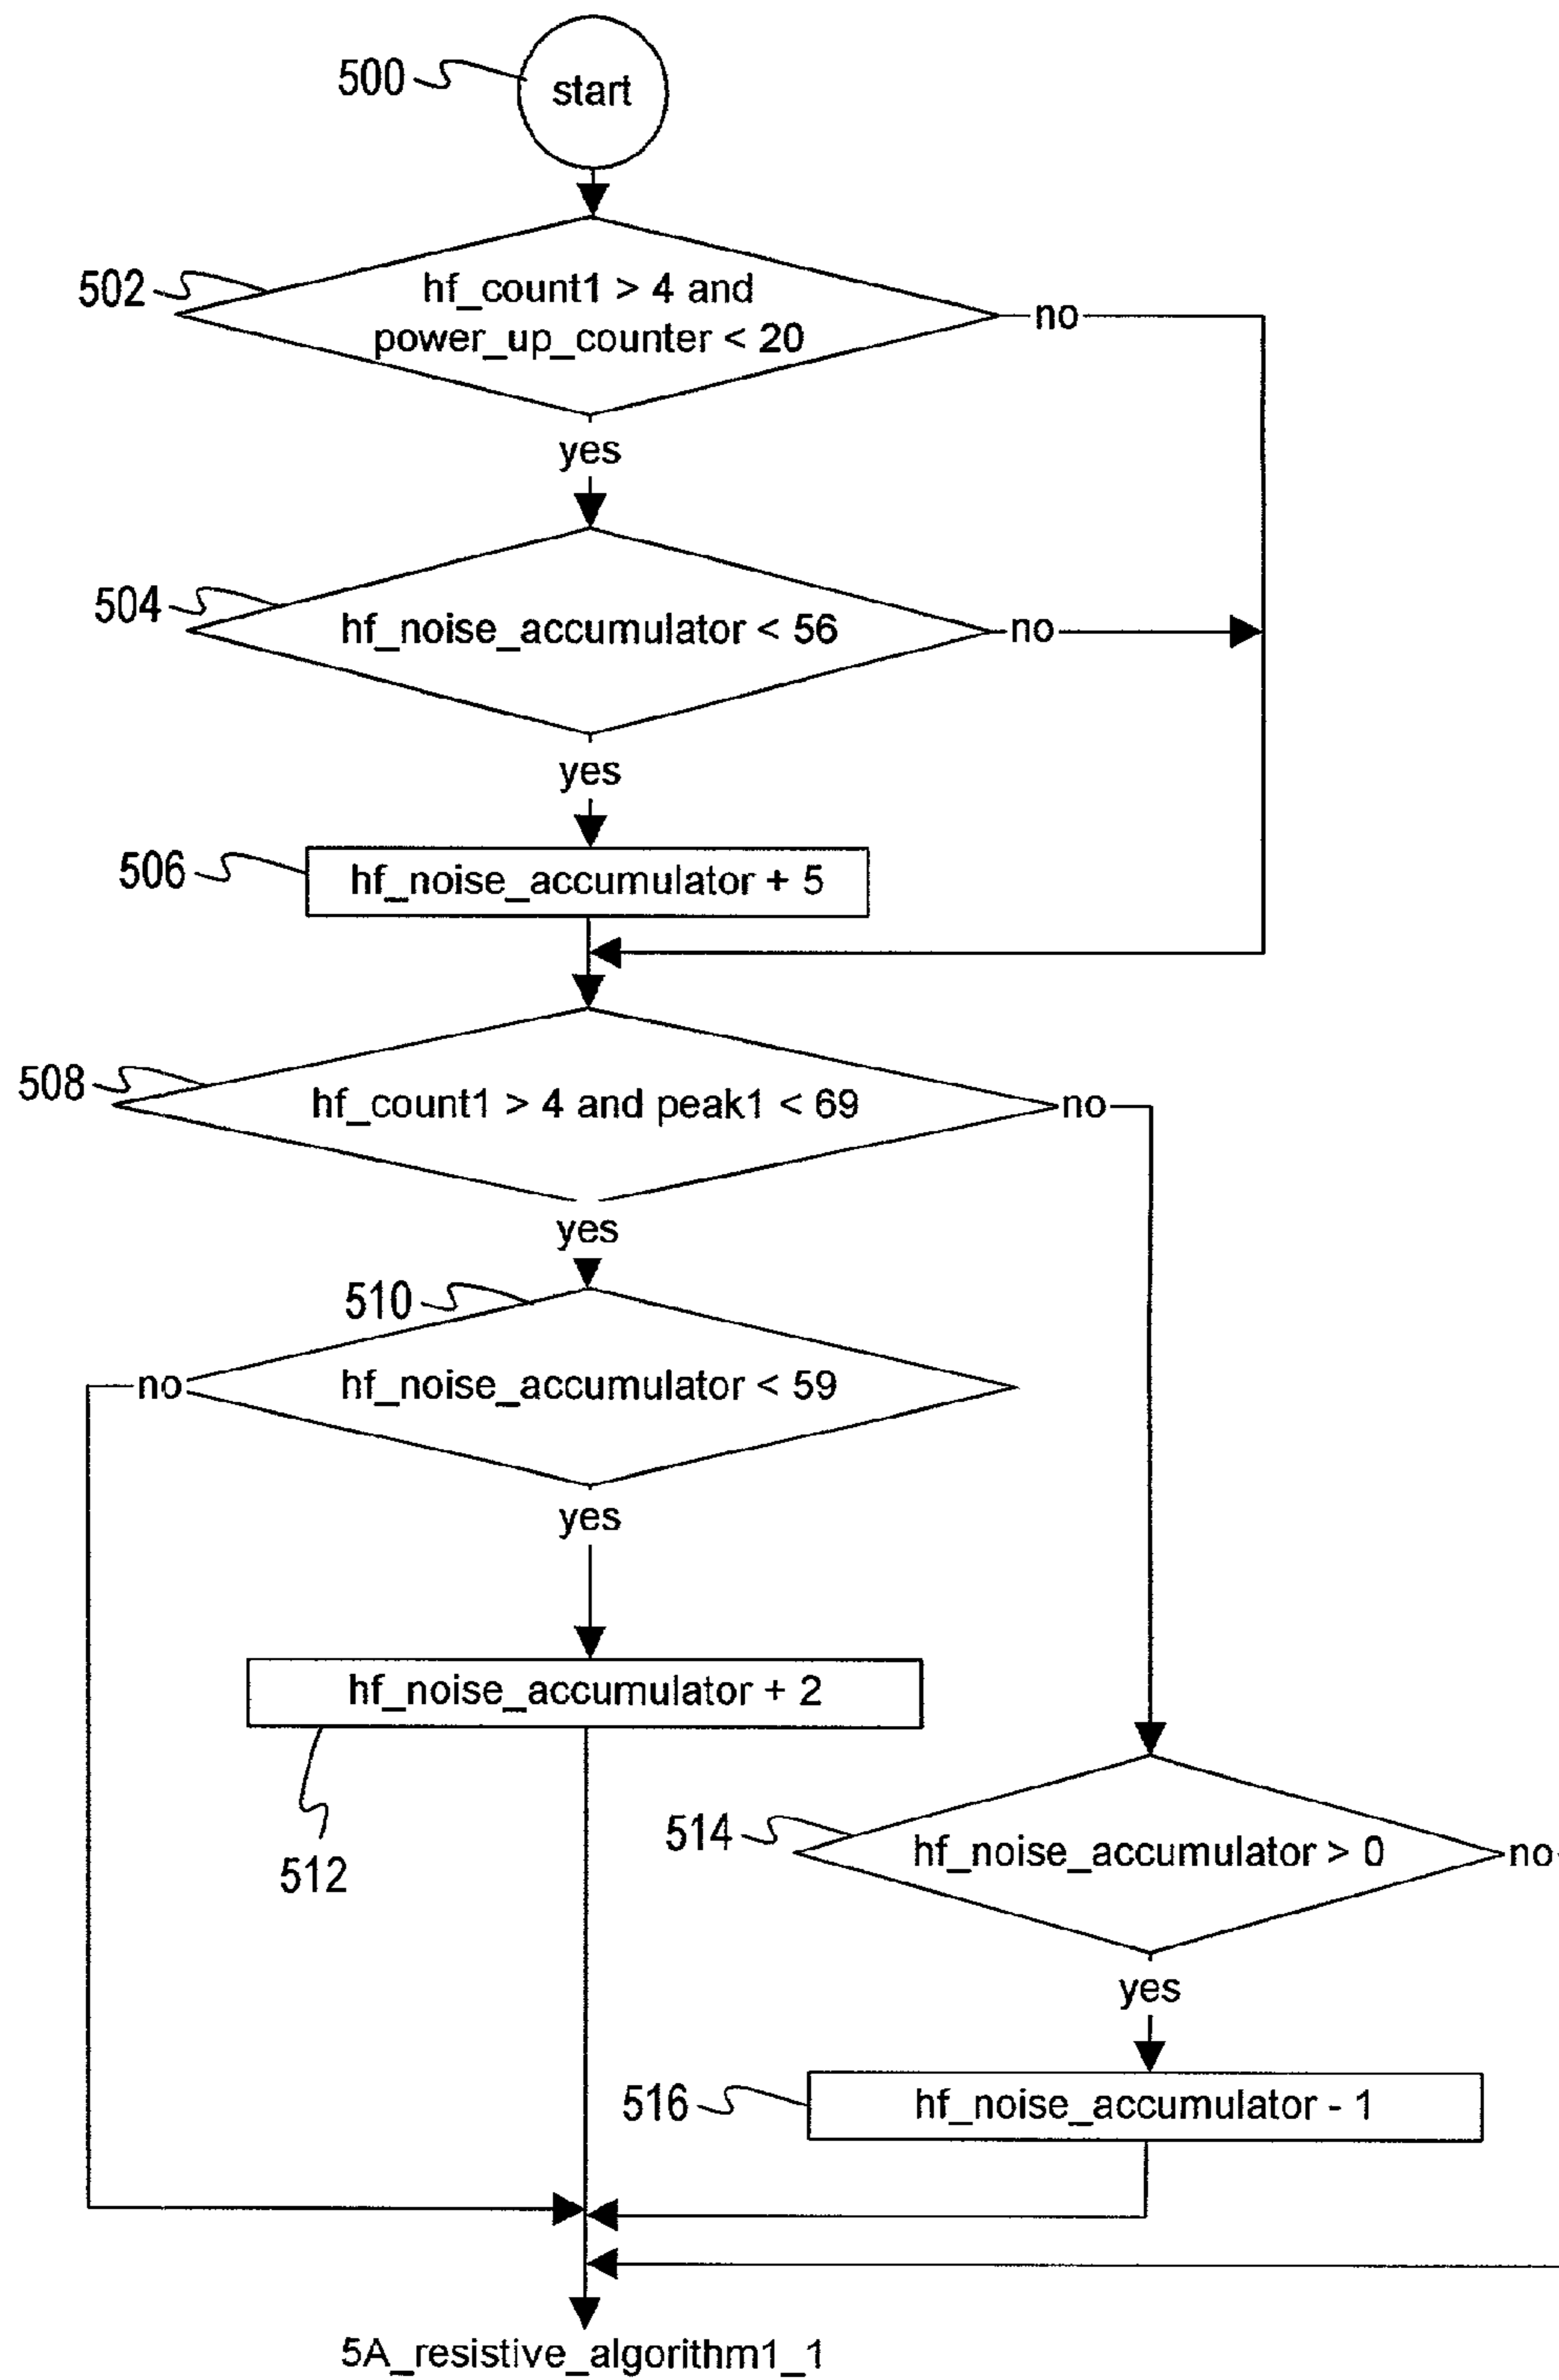 500
start
502
hf_count1 > 4 and
power_up_counter < 20
no
yes
504
hf_noise_accumulator < 56
no
yes
506
hf_noise_accumulator + 5
508
hf_count1 > 4 and peak1 < 69
no
yes
510
no
hf_noise_accumulator < 59
yes
hf_noise_accumulator + 2
512
514
hf_noise_accumulator > 0
no
yes
516
hf_noise_accumulator - 1
5A_resistive_algorithm1_1